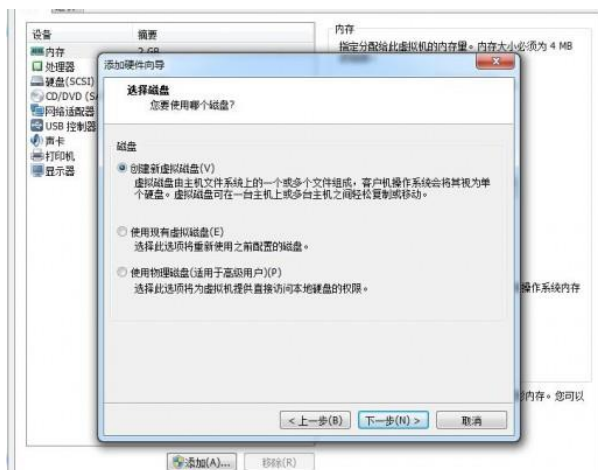 设备
摘要
内存
2 GB
处理器
硬盘(SCSI)
CD/DVD (SA
网络适配器
USB 控制器
声卡
打印机
显示器
内存
指定分配给此虚拟机的内存量。内存大小必须为 4 MB
添加硬件向导
选择磁盘
您要使用哪个磁盘?
磁盘
创建新虚拟磁盘(V)
虚拟磁盘由主机文件系统上的一个或多个文件组成，客户机操作系统会将其视为单
个硬盘。虚拟磁盘可在一台主机上或多台主机之间轻松复制或移动。
使用现有虚拟磁盘(E)
选择此选项将重新使用之前配置的磁盘。
使用物理磁盘(适用于高级用户)(P)
选择此选项将为虚拟机提供直接访问本地硬盘的权限。
操作系统内存
内存。您可以
< 上一步(B)
下一步(N) >
取消
添加(A)...
移除(R)